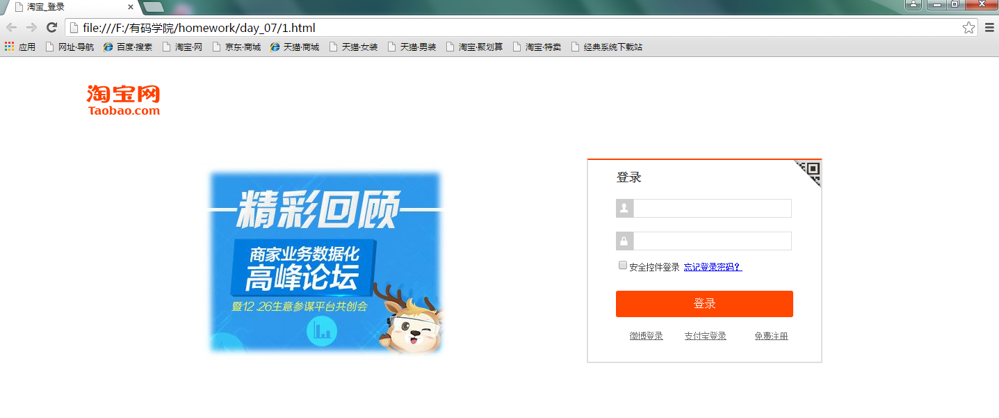 淘宝_登录
file:///F:/有码学院/homework/day_07/1.html
应用 网址·导航 百度·搜索 淘宝·网 京东·商城 天猫·商城 天猫·女装 天猫·男装 淘宝·聚划算 淘宝·特卖 经典系统下载站
淘宝网
Taobao.com
精彩回顾
商家业务数据化
高峰论坛
暨12.26生意参谋平台共创会
登录
安全控件登录 忘记登录密码?
登录
微博登录 支付宝登录 免费注册